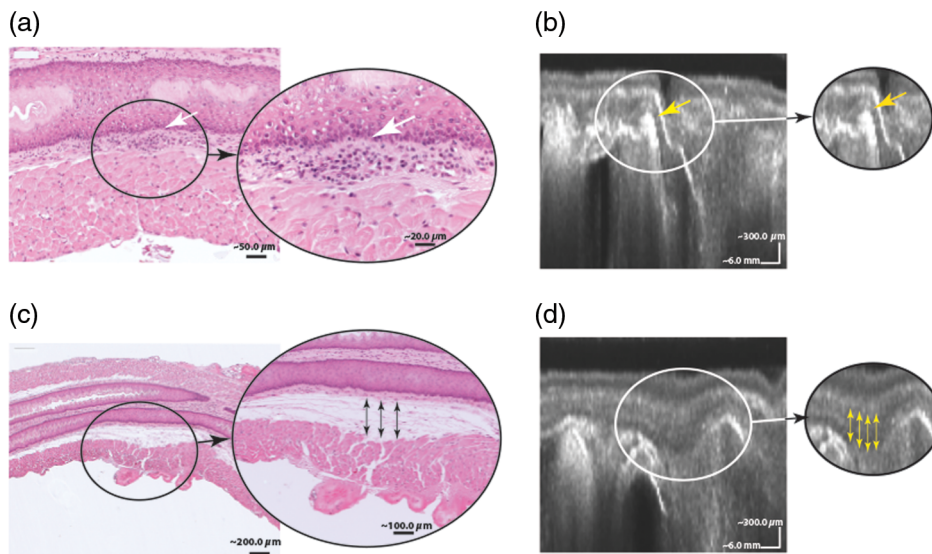 (a)
(b)
~50.0 µm
~20.0 µm
~300.0 µm
~6.0 mm
(c)
(d)
~200.0 µm
~100.0 µm
~300.0 µm
~6.0 mm